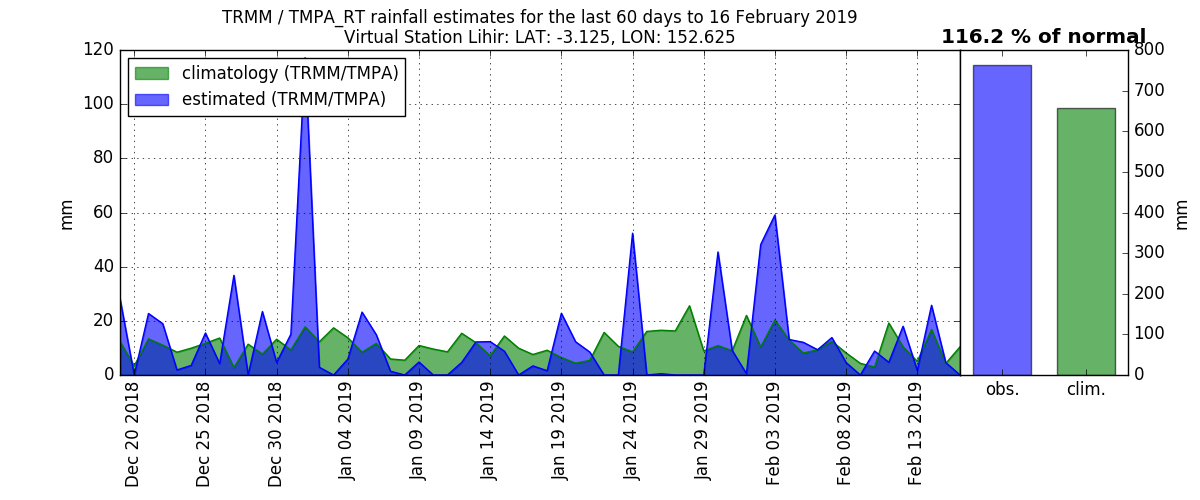 TRMM / TMPA_RT rainfall estimates for the last 60 days to 16 February 2019
Virtual Station Lihir: LAT: -3.125, LON: 152.625
116.2 % of normal
climatology (TRMM/TMPA)
estimated (TRMM/TMPA)
mm
120
100
80
60
40
20
0
Dec 20 2018
Dec 25 2018
Dec 30 2018
Jan 04 2019
Jan 09 2019
Jan 14 2019
Jan 19 2019
Jan 24 2019
Jan 29 2019
Feb 03 2019
Feb 08 2019
Feb 13 2019
obs.
clim.
800
700
600
500
400
300
200
100
0
mm